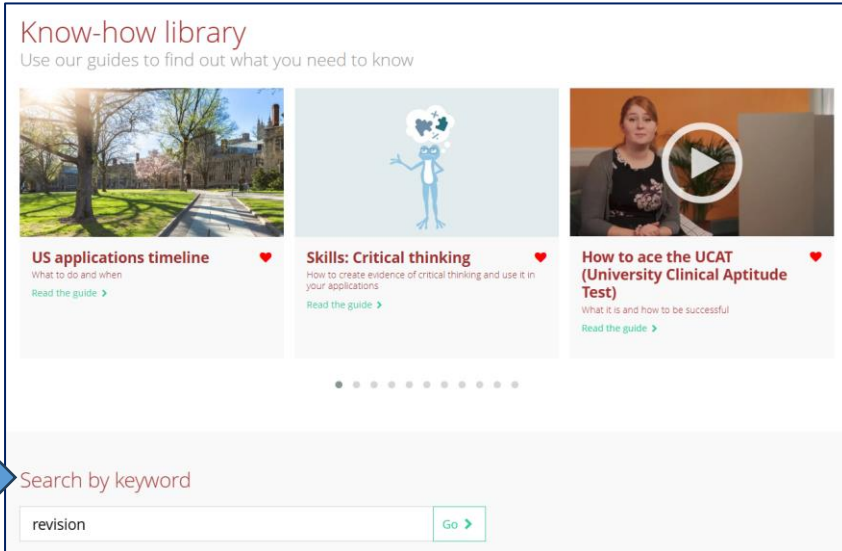 Know-how library
Use our guides to find out what you need to know
US applications timeline
What to do and when
Read the guide >
Skills: Critical thinking
How to create evidence of critical thinking and use it in
your applications
Read the guide >
How to ace the UCAT
(University Clinical Aptitude
Test)
What it is and how to be successful
Read the guide >
Search by keyword
revision
Go >